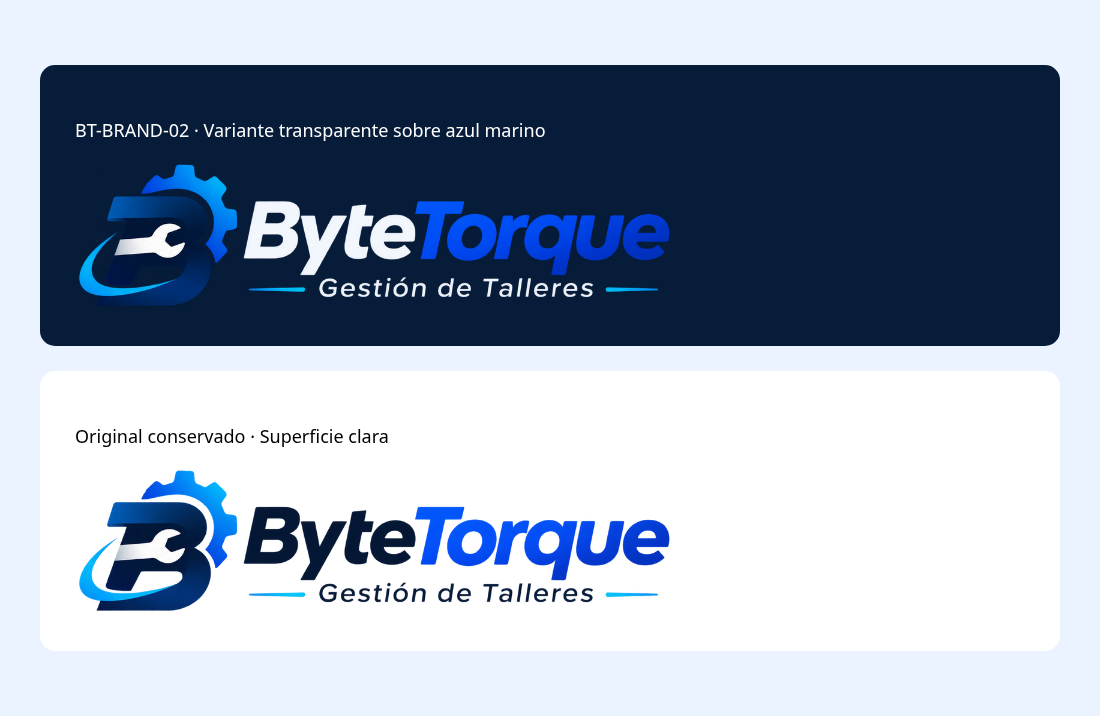 BT-BRAND-02 · Variante transparente sobre azul marino
ByteTorque
Gestión de Talleres
Original conservado · Superficie clara
ByteTorque
Gestión de Talleres